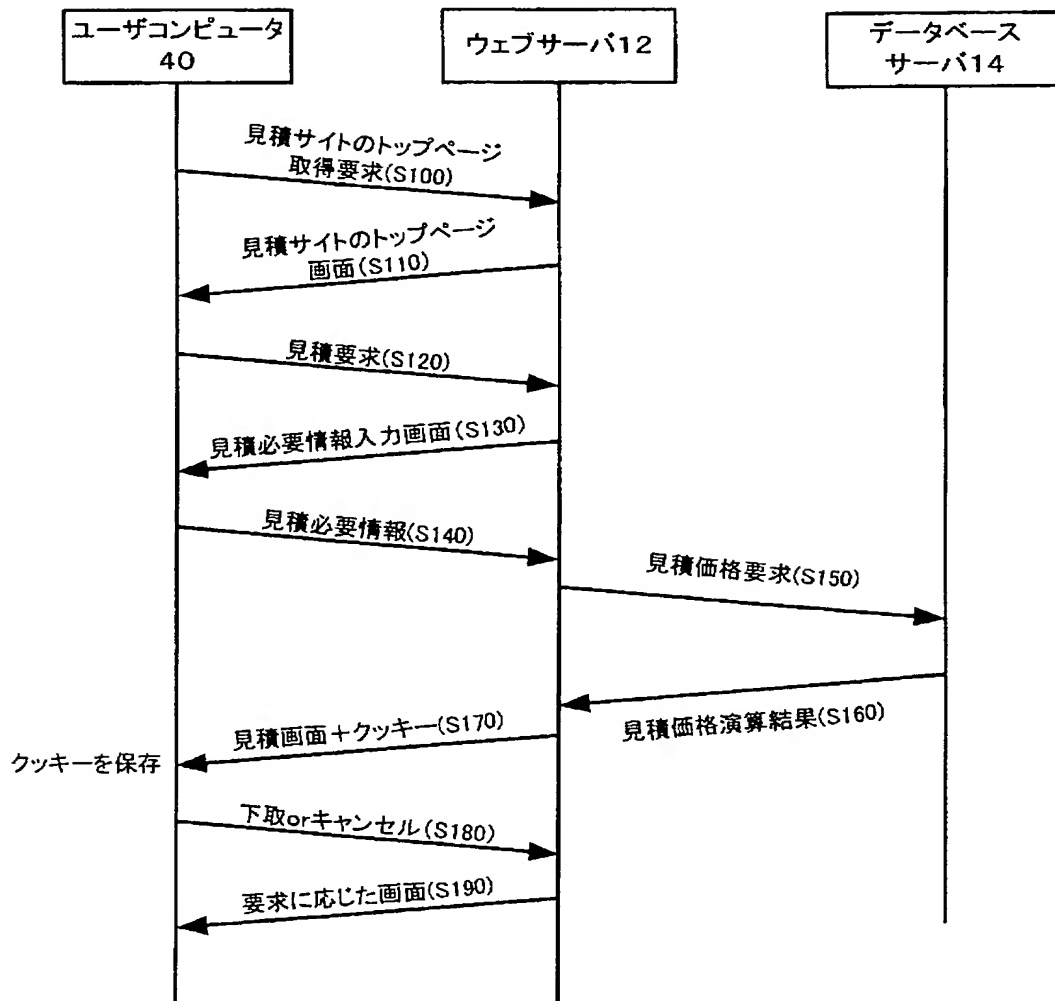 ユーザコンピュータ
40
ウェブサーバ12
データベース
サーバ14
見積サイトのトップページ
取得要求(S100)
見積サイトのトップページ
画面(S110)
見積要求(S120)
見積必要情報入力画面(S130)
見積必要情報(S140)
見積価格要求(S150)
見積価格演算結果(S160)
見積画面+クッキー(S170)
クッキーを保存
下取orキャンセル(S180)
要求に応じた画面(S190)